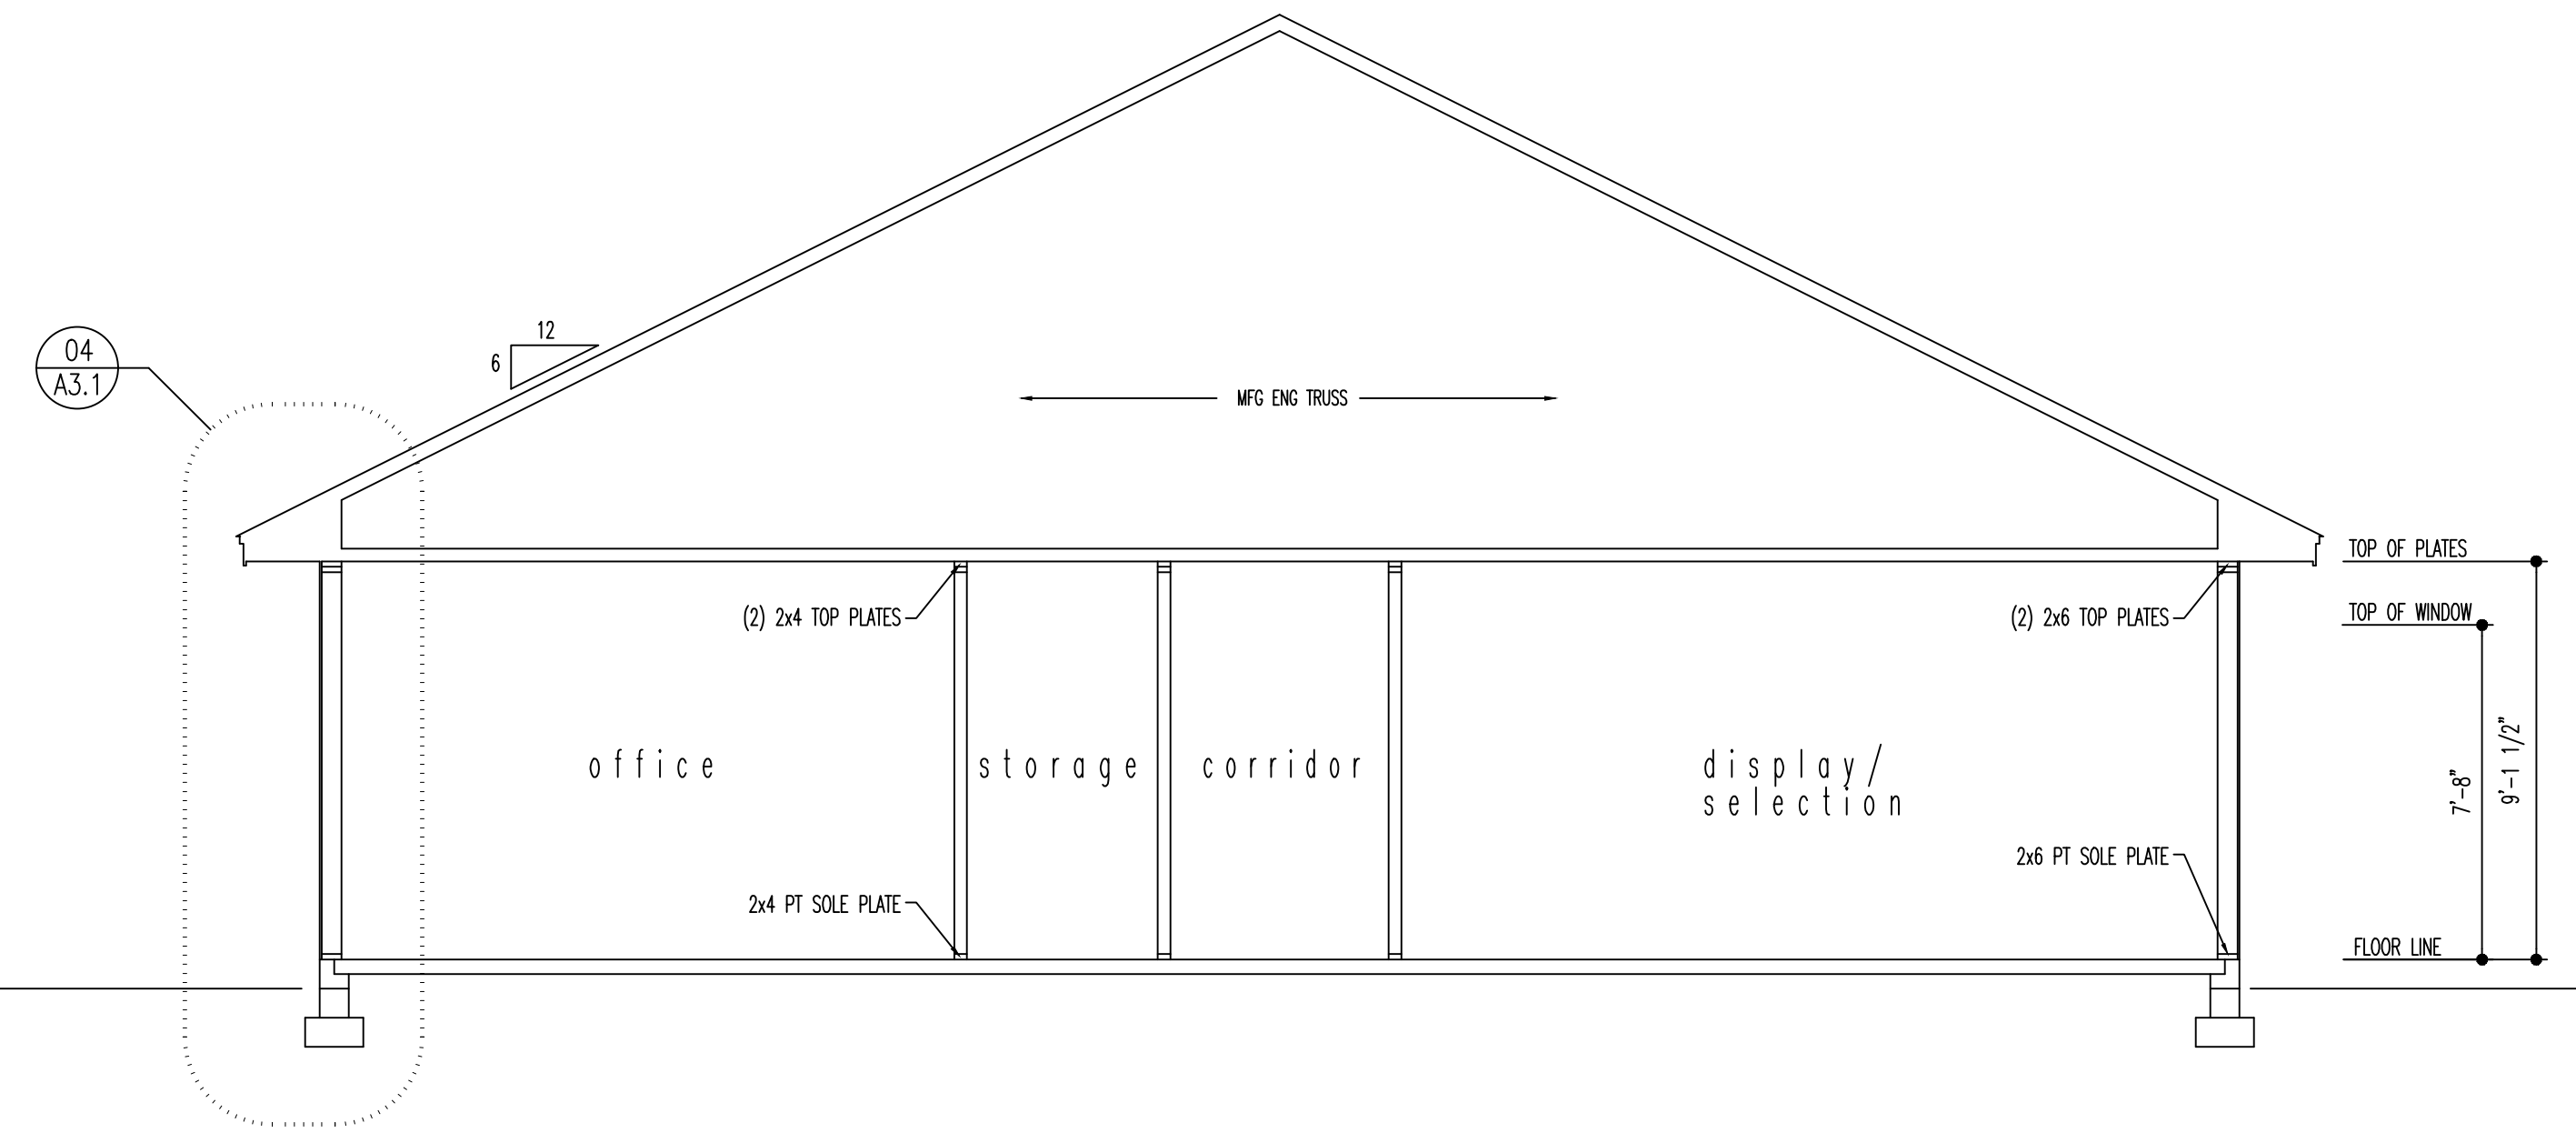 12
6
04
A3.1
MFG ENG TRUSS
TOP OF PLATES
(2) 2x4 TOP PLATES
(2) 2x6 TOP PLATES
TOP OF WINDOW
office
storage
corridor
display/
selection
7'-8"
9'-1 1/2"
2x4 PT SOLE PLATE
2x6 PT SOLE PLATE
FLOOR LINE